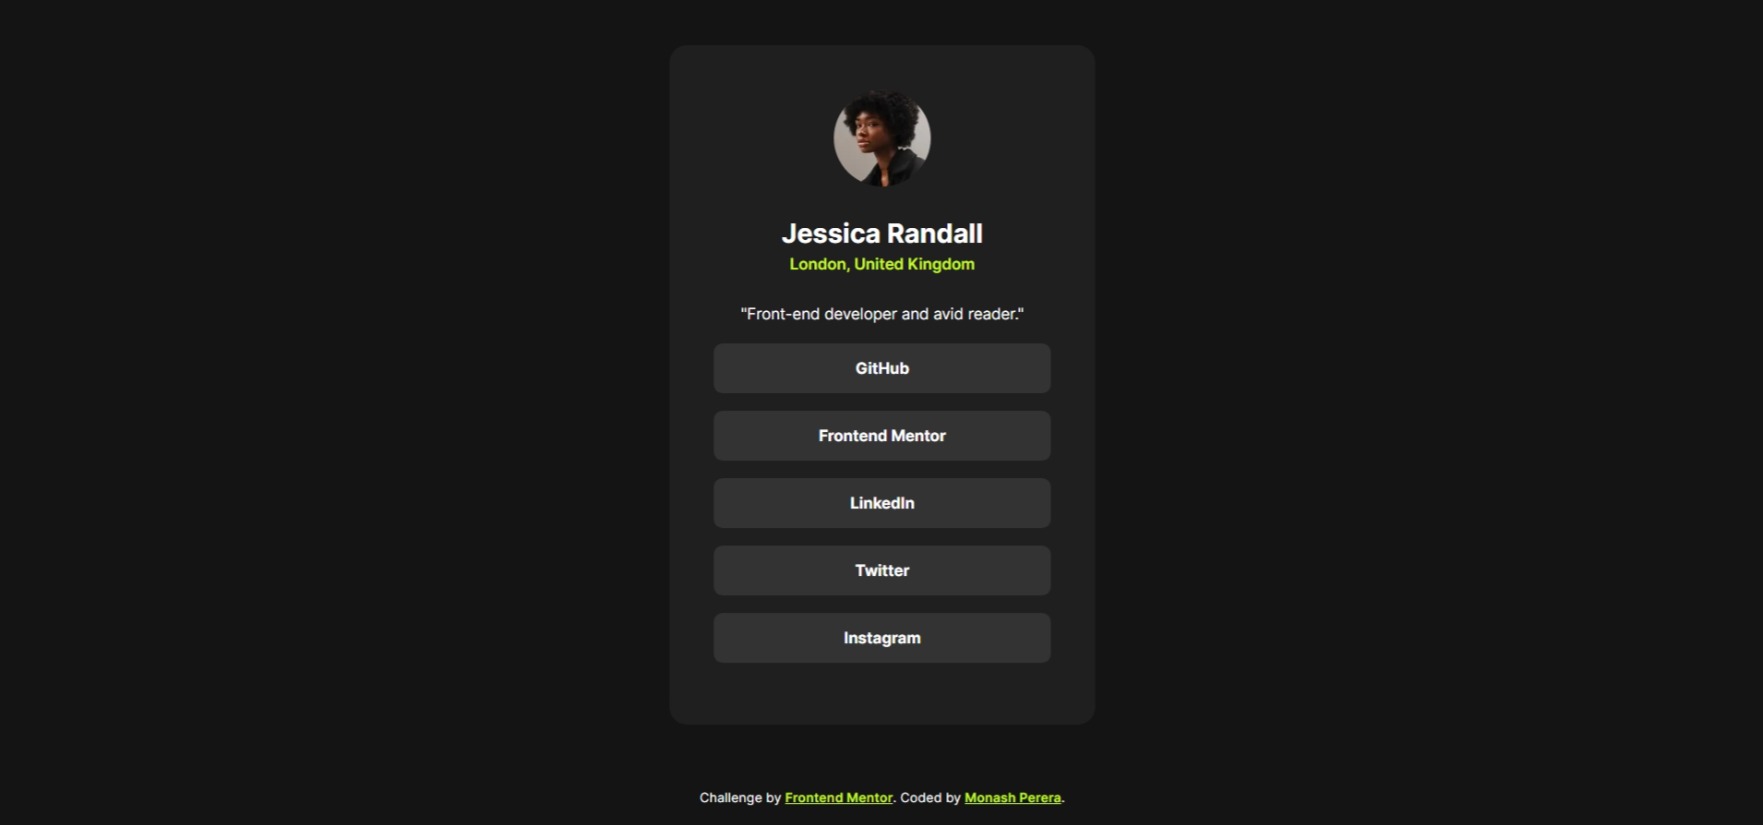 Jessica Randall
London, United Kingdom
"Front-end developer and avid reader."
GitHub
Frontend Mentor
LinkedIn
Twitter
Instagram
Challenge by Frontend Mentor. Coded by Monash Perera.